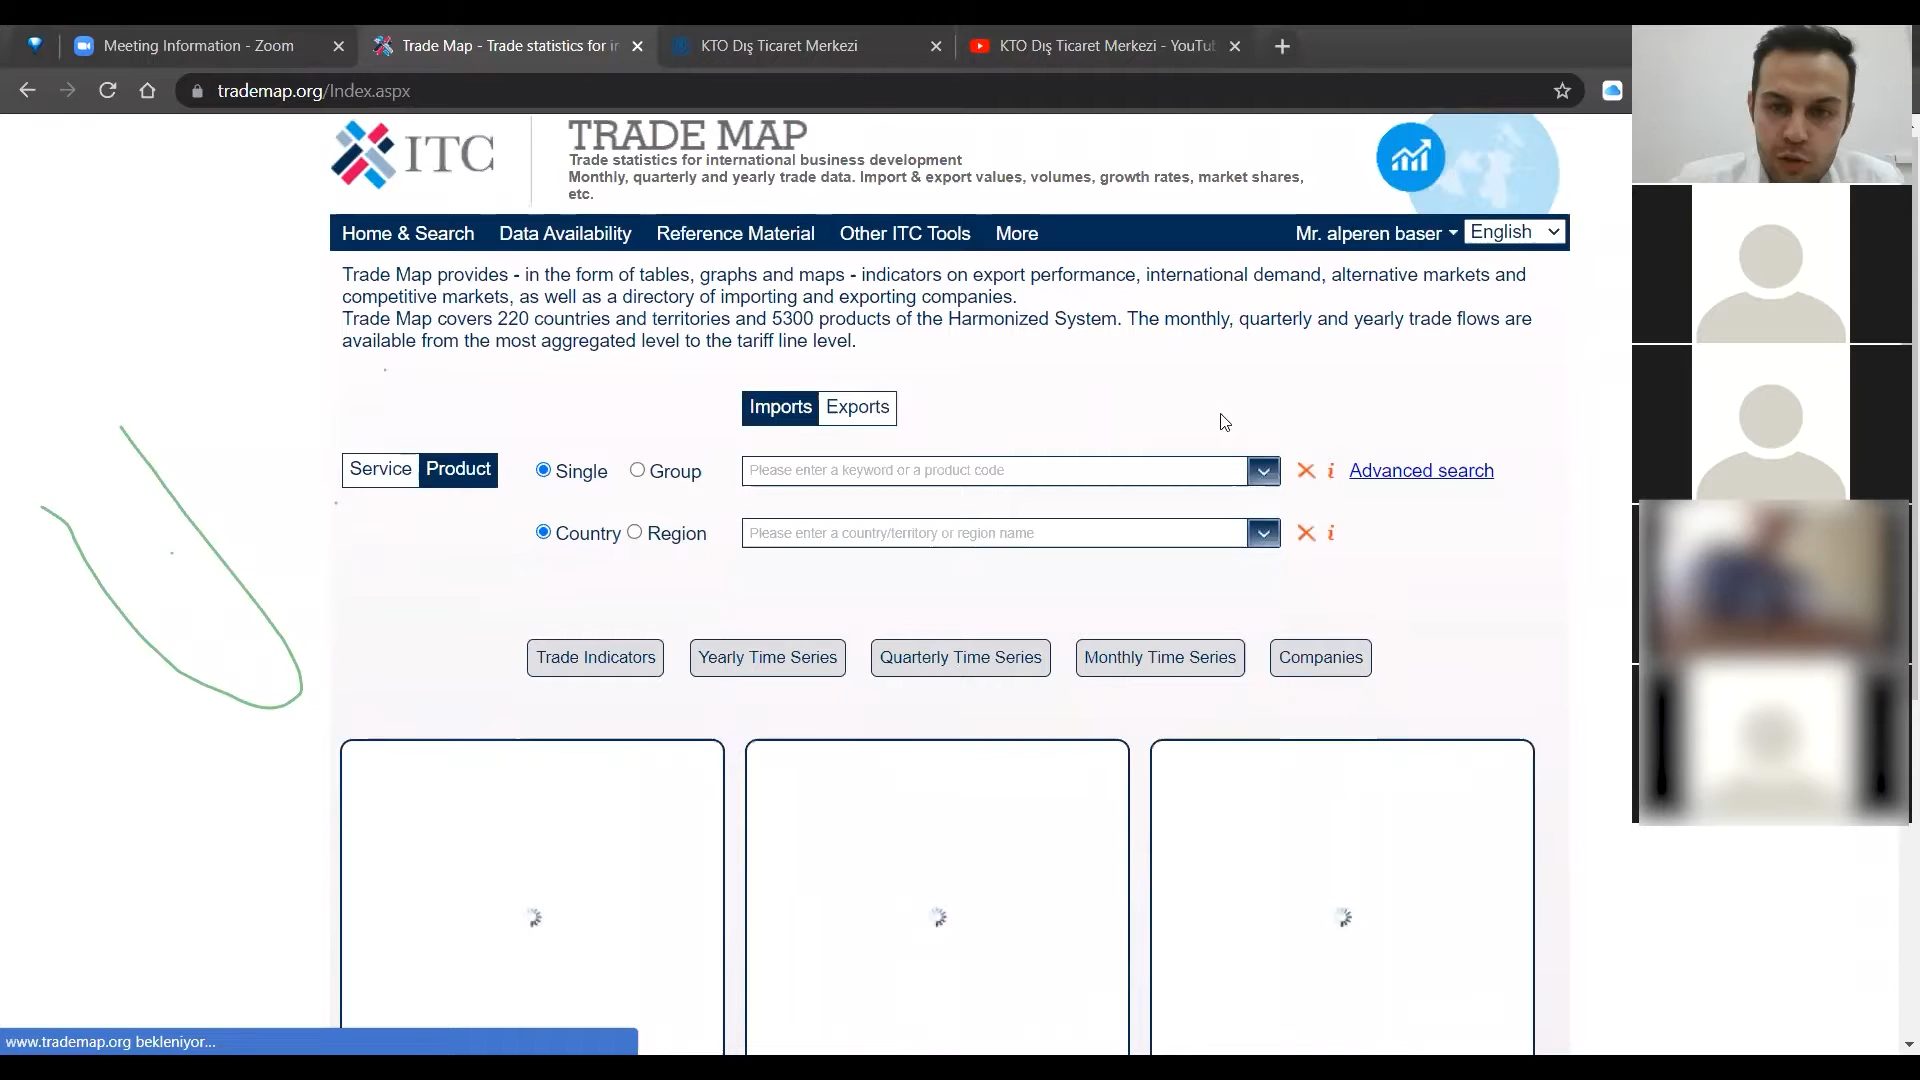 Meeting Information - Zoom
Trade Map - Trade statistics for in
KTO Dış Ticaret Merkezi
KTO Dış Ticaret Merkezi - YouTu
trademap.org/Index.aspx
ITC
TRADE MAP
Trade statistics for international business development
Monthly, quarterly and yearly trade data. Import & export values, volumes, growth rates, market shares,
etc.
Home & Search Data Availability Reference Material Other ITC Tools More Mr. alperen baser English
Trade Map provides - in the form of tables, graphs and maps - indicators on export performance, international demand, alternative markets and
competitive markets, as well as a directory of importing and exporting companies.
Trade Map covers 220 countries and territories and 5300 products of the Harmonized System. The monthly, quarterly and yearly trade flows are
available from the most aggregated level to the tariff line level.
Imports Exports
Service Product Single Group Please enter a keyword or a product code i Advanced search
Country Region Please enter a country/territory or region name i
Trade Indicators Yearly Time Series Quarterly Time Series Monthly Time Series Companies
www.trademap.org bekleniyor...